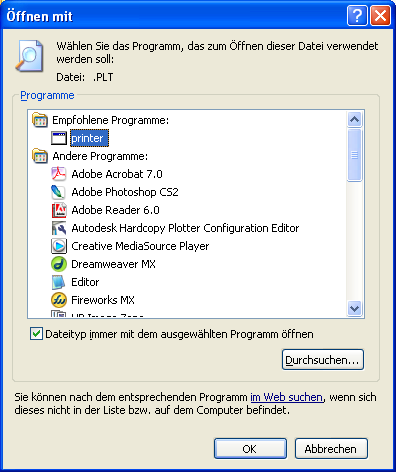 Öffnen mit
Wählen Sie das Programm, das zum Öffnen dieser Datei verwendet
werden soll:
Datei: .PLT
Programme
Empfohlene Programme:
printer
Andere Programme:
Adobe Acrobat 7.0
Adobe Photoshop CS2
Adobe Reader 6.0
Autodesk Hardcopy Plotter Configuration Editor
Creative MediaSource Player
Dreamweaver MX
Editor
Fireworks MX
Dateityp immer mit dem ausgewählten Programm öffnen
Durchsuchen...
Sie können nach dem entsprechenden Programm im Web suchen, wenn sich
dieses nicht in der Liste bzw. auf dem Computer befindet.
OK
Abbrechen